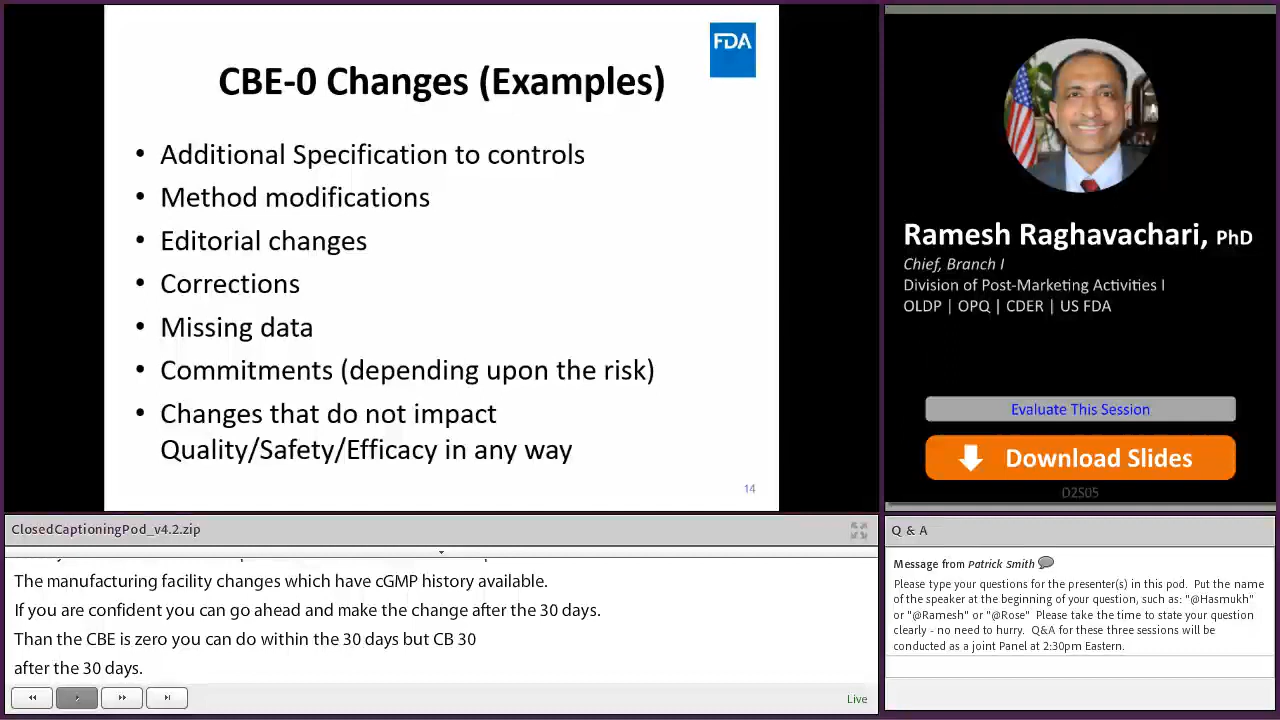 FDA
CBE-0 Changes (Examples)
• Additional Specification to controls
• Method modifications
• Editorial changes
• Corrections
• Missing data
• Commitments (depending upon the risk)
• Changes that do not impact
Quality/Safety/Efficacy in any way
14
Ramesh Raghavachari, PhD
Chief, Branch I
Division of Post-Marketing Activities I
OLDP | OPQ | CDER | US FDA
Evaluate This Session
Download Slides
D2S05
ClosedCaptioningPod_v4.2.zip
The manufacturing facility changes which have cGMP history available.
If you are confident you can go ahead and make the change after the 30 days.
Than the CBE is zero you can do within the 30 days but CB 30
after the 30 days.
Live
Q & A
Message from Patrick Smith
Please type your questions for the presenter(s) in this pod. Put the name
of the speaker at the beginning of your question, such as: "@Hasmukh"
or "@Ramesh" or "@Rose" Please take the time to state your question
clearly - no need to hurry. Q&A for these three sessions will be
conducted as a joint Panel at 2:30pm Eastern.